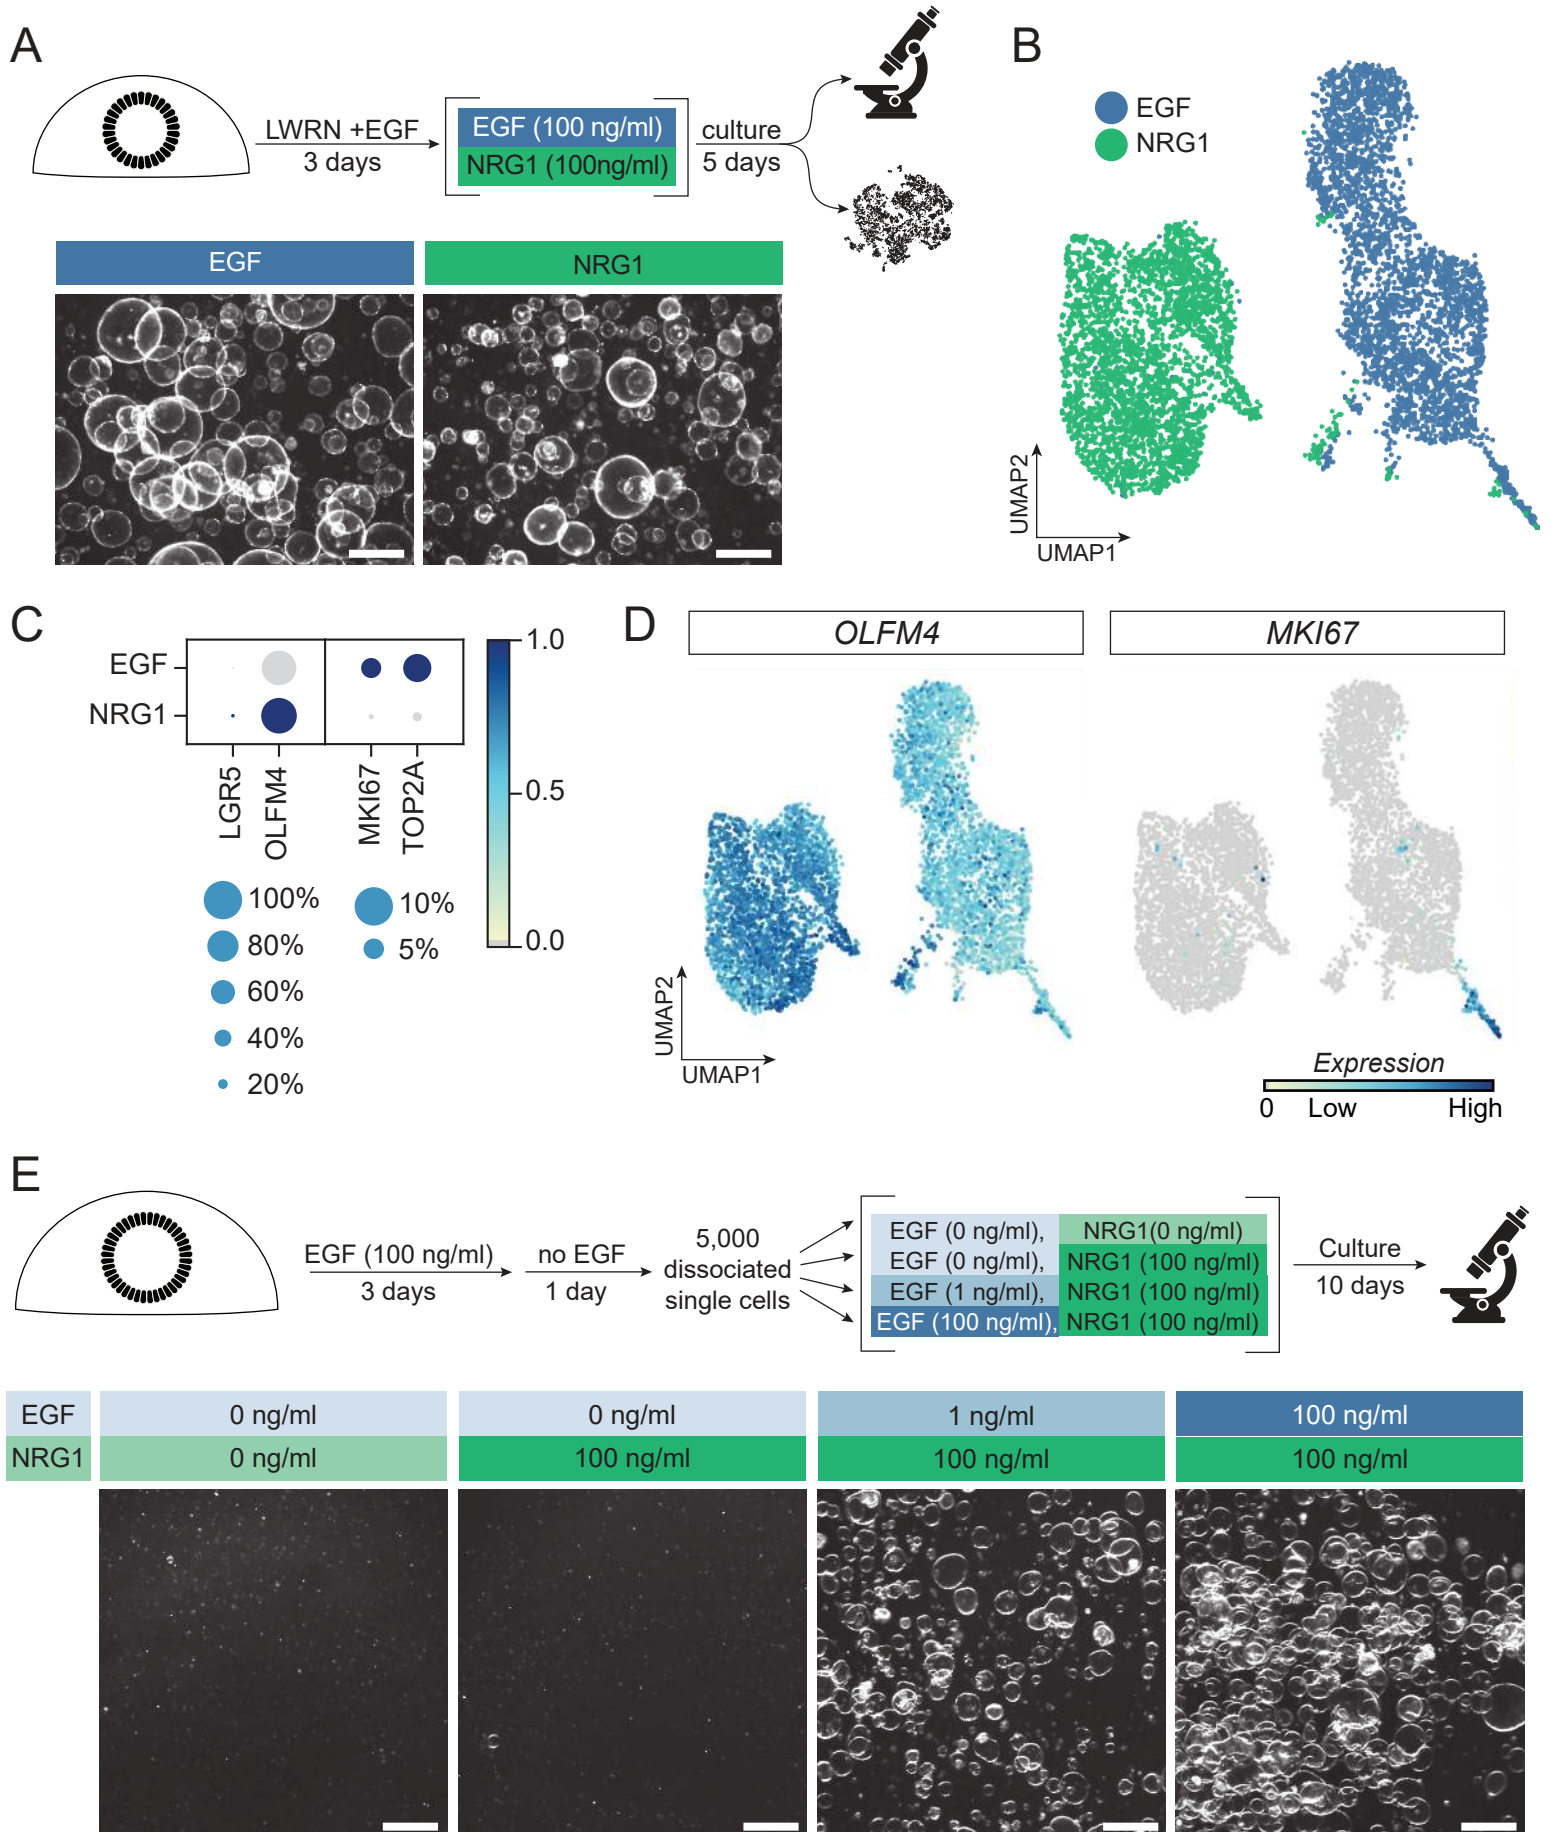 A
LWRN +EGF
3 days
EGF (100 ng/ml)
NRG1 (100ng/ml)
culture
5 days
EGF
NRG1
B
EGF
NRG1
UMAP2
UMAP1
C
EGF
NRG1
LGR5
OLFM4
MKI67
TOP2A
100%
80%
60%
40%
20%
10%
5%
1.0
0.5
0.0
D
OLFM4
MKI67
UMAP2
UMAP1
Expression
0 Low High
E
EGF (100 ng/ml)
3 days
no EGF
1 day
5,000
dissociated
single cells
EGF (0 ng/ml), NRG1(0 ng/ml)
EGF (0 ng/ml), NRG1 (100 ng/ml)
EGF (1 ng/ml), NRG1 (100 ng/ml)
EGF (100 ng/ml), NRG1 (100 ng/ml)
Culture
10 days
EGF 0 ng/ml 0 ng/ml 1 ng/ml 100 ng/ml
NRG1 0 ng/ml 100 ng/ml 100 ng/ml 100 ng/ml